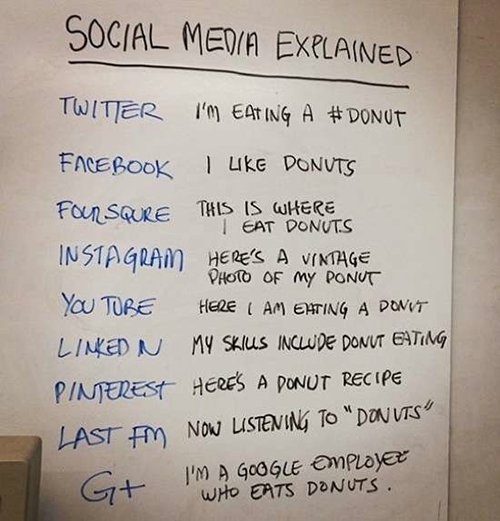 SOCIAL MEDIA EXPLAINED
TWITTER I'M EATING A #DONUT
FACEBOOK I LIKE DONUTS
FOURSQURE THIS IS WHERE
I EAT DONUTS
INSTAGRAM HERE'S A VINTAGE
PHOTO OF MY DONUT
YOU TUBE HERE I AM EATING A DONUT
LINKED IN MY SKILLS INCLUDE DONUT EATING
PINTEREST HERE'S A DONUT RECIPE
LAST FM NOW LISTENING TO "DONUTS"
G+ I'M A GOOGLE EMPLOYEE
WHO EATS DONUTS.